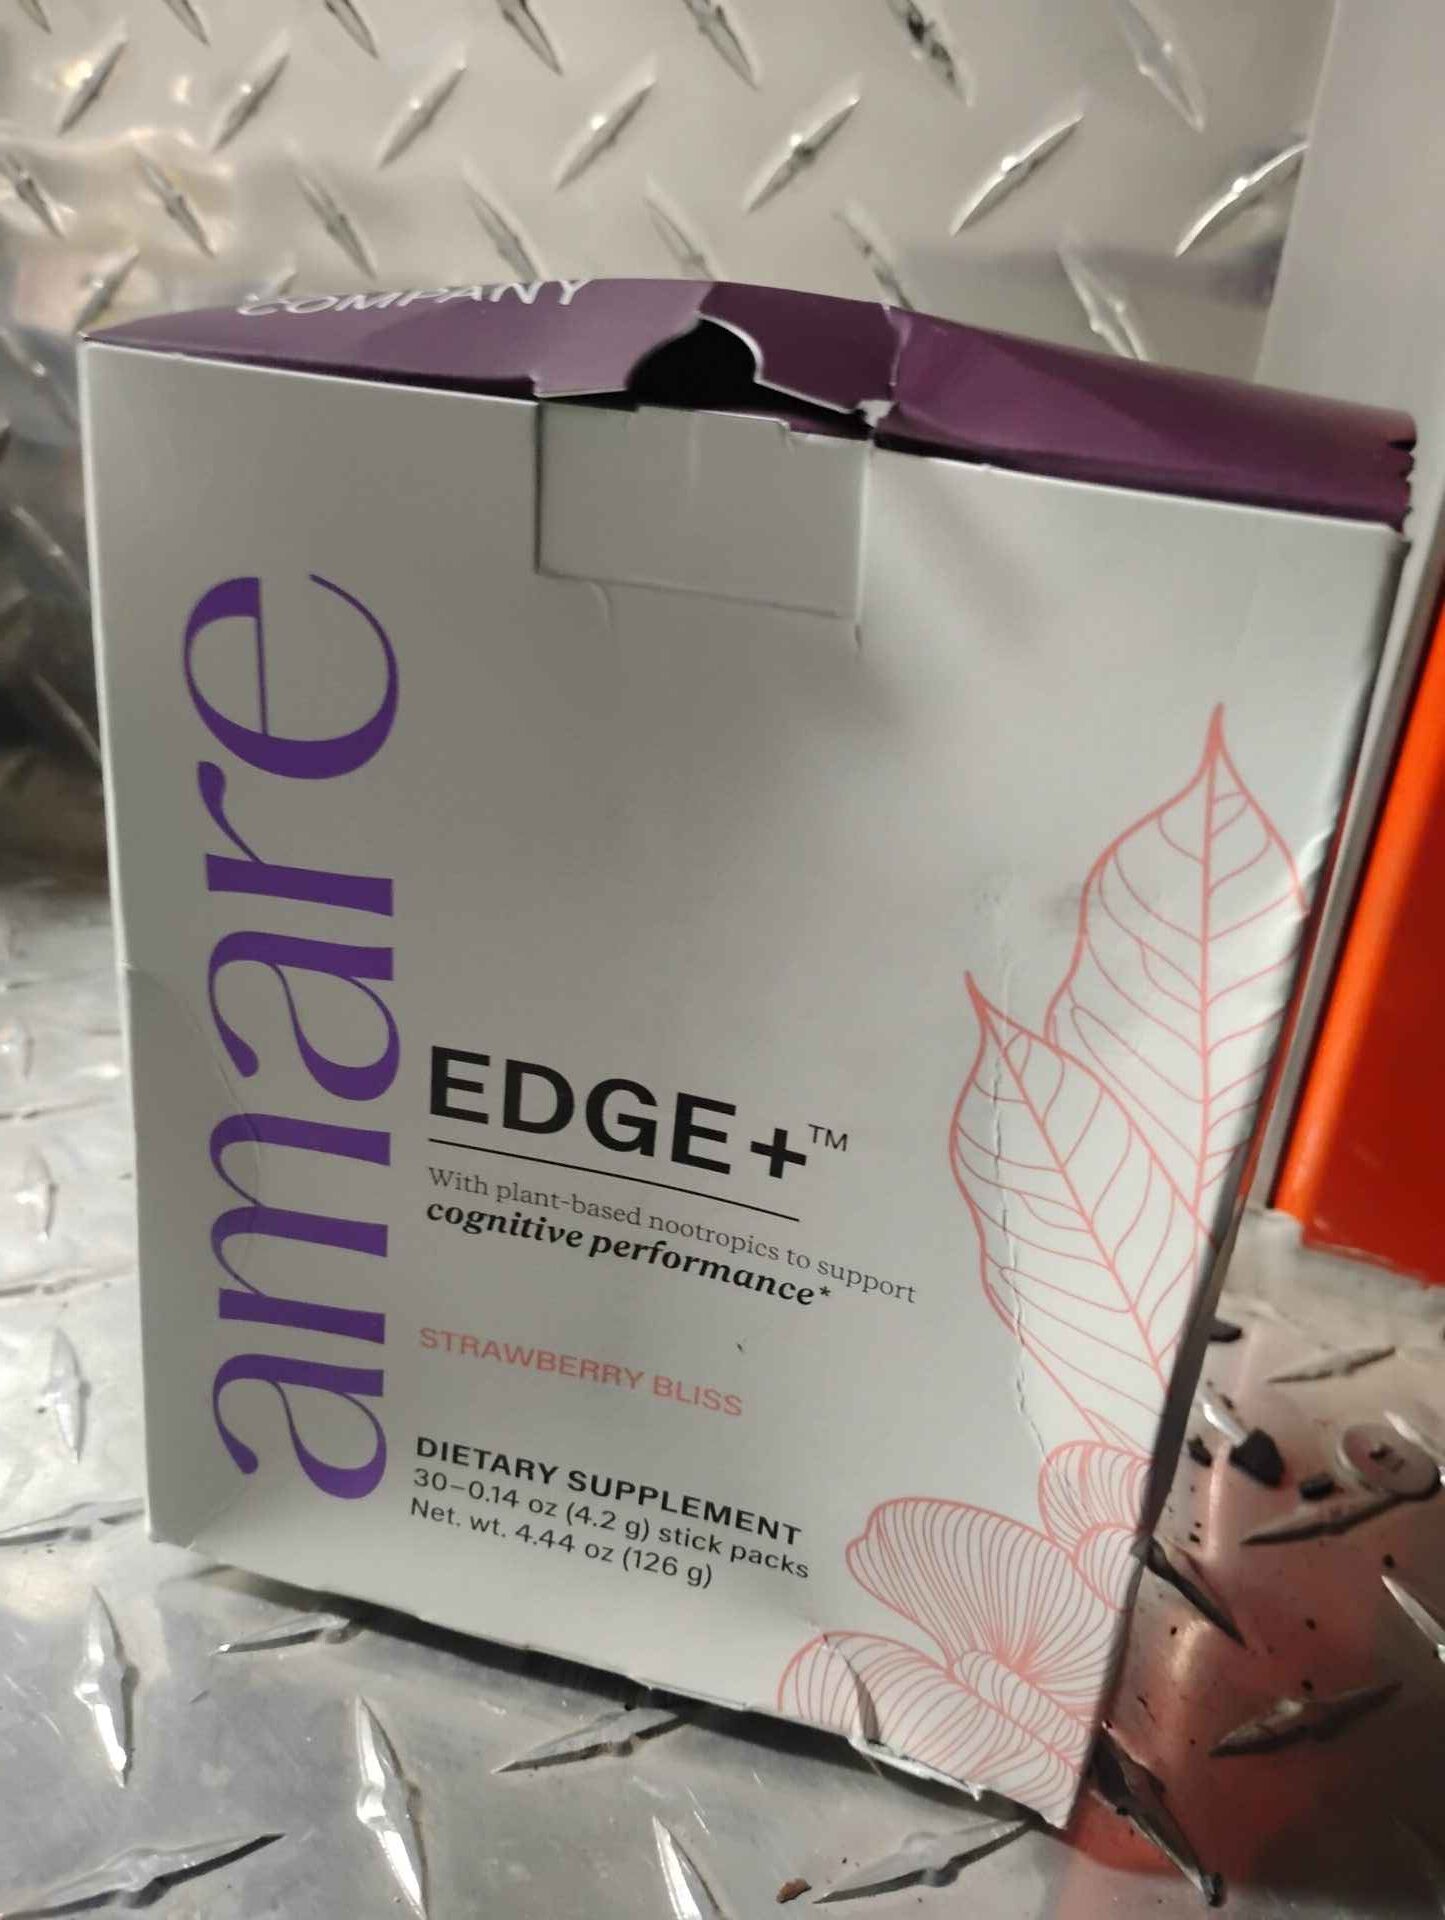 COMPANY
amare
EDGE+™
With plant-based nootropics to support
cognitive performance*
STRAWBERRY BLISS
DIETARY SUPPLEMENT
30–0.14 oz (4.2 g) stick packs
Net. wt. 4.44 oz (126 g)